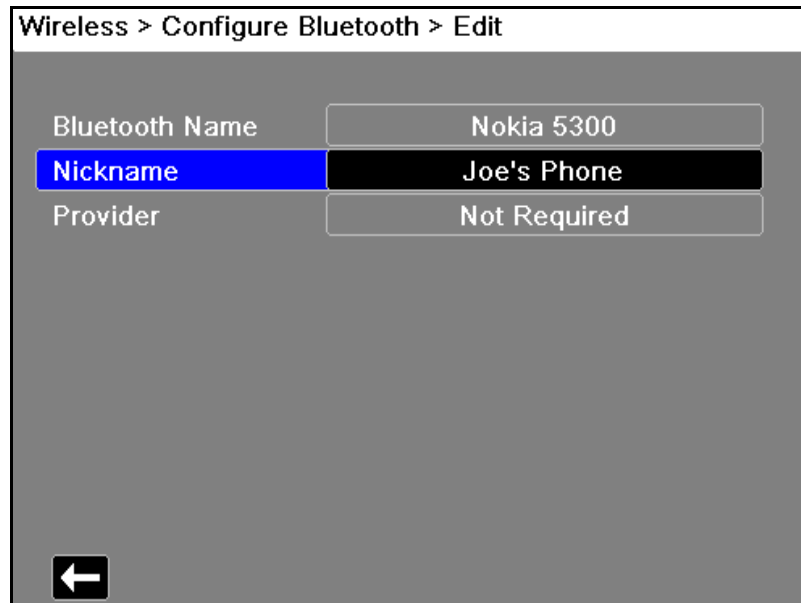 Wireless > Configure Bluetooth > Edit
Bluetooth Name Nokia 5300
Nickname Joe's Phone
Provider Not Required